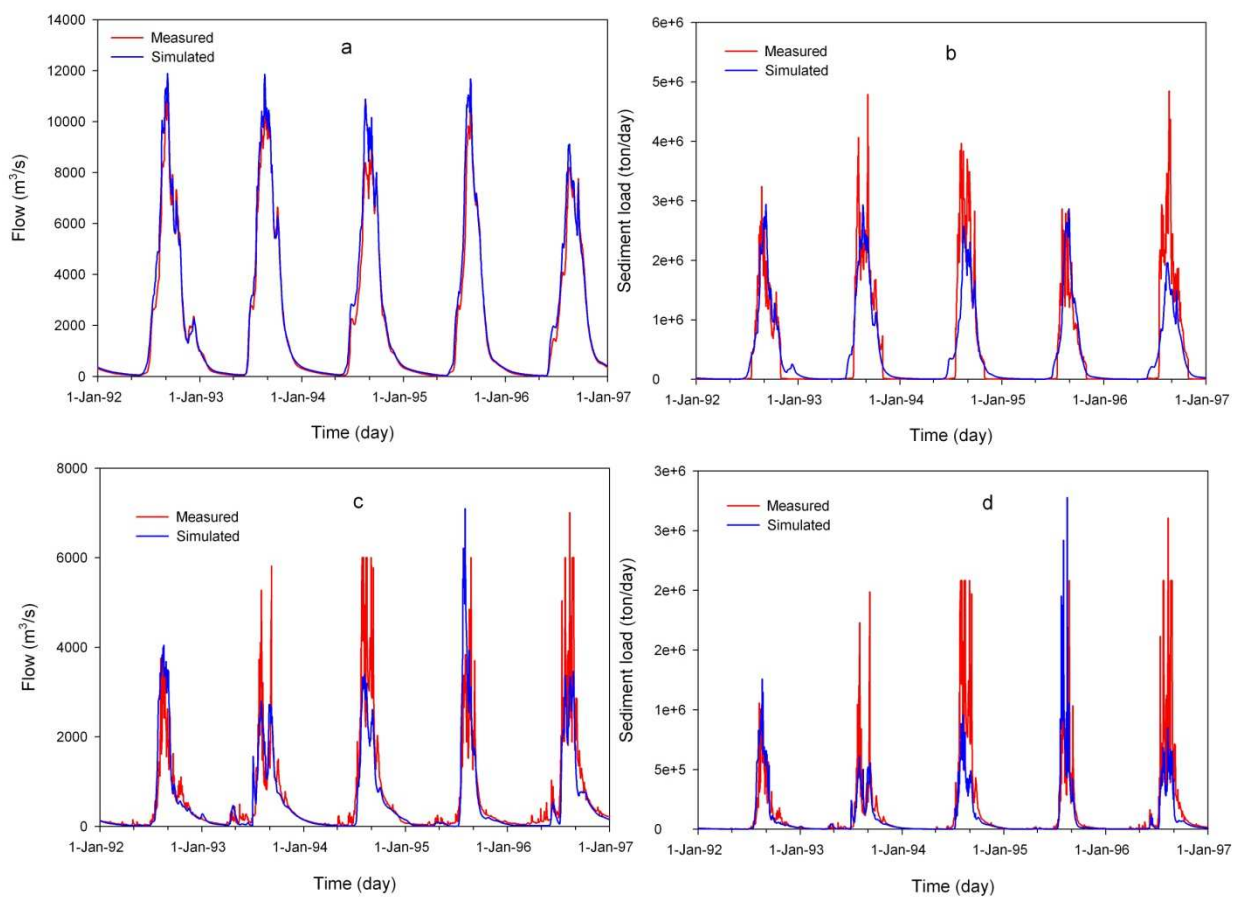 14000
12000
10000
8000
6000
4000
2000
0
Flow (m³/s)
Measured
Simulated
a
1-Jan-92 1-Jan-93 1-Jan-94 1-Jan-95 1-Jan-96 1-Jan-97
Time (day)
6e+6
5e+6
4e+6
3e+6
2e+6
1e+6
0
Sediment load (ton/day)
Measured
Simulated
b
1-Jan-92 1-Jan-93 1-Jan-94 1-Jan-95 1-Jan-96 1-Jan-97
Time (day)
8000
6000
4000
2000
0
Flow (m³/s)
Measured
Simulated
c
1-Jan-92 1-Jan-93 1-Jan-94 1-Jan-95 1-Jan-96 1-Jan-97
Time (day)
3e+6
3e+6
2e+6
2e+6
1e+6
5e+5
0
Sediment load (ton/day)
Measured
Simulated
d
1-Jan-92 1-Jan-93 1-Jan-94 1-Jan-95 1-Jan-96 1-Jan-97
Time (day)